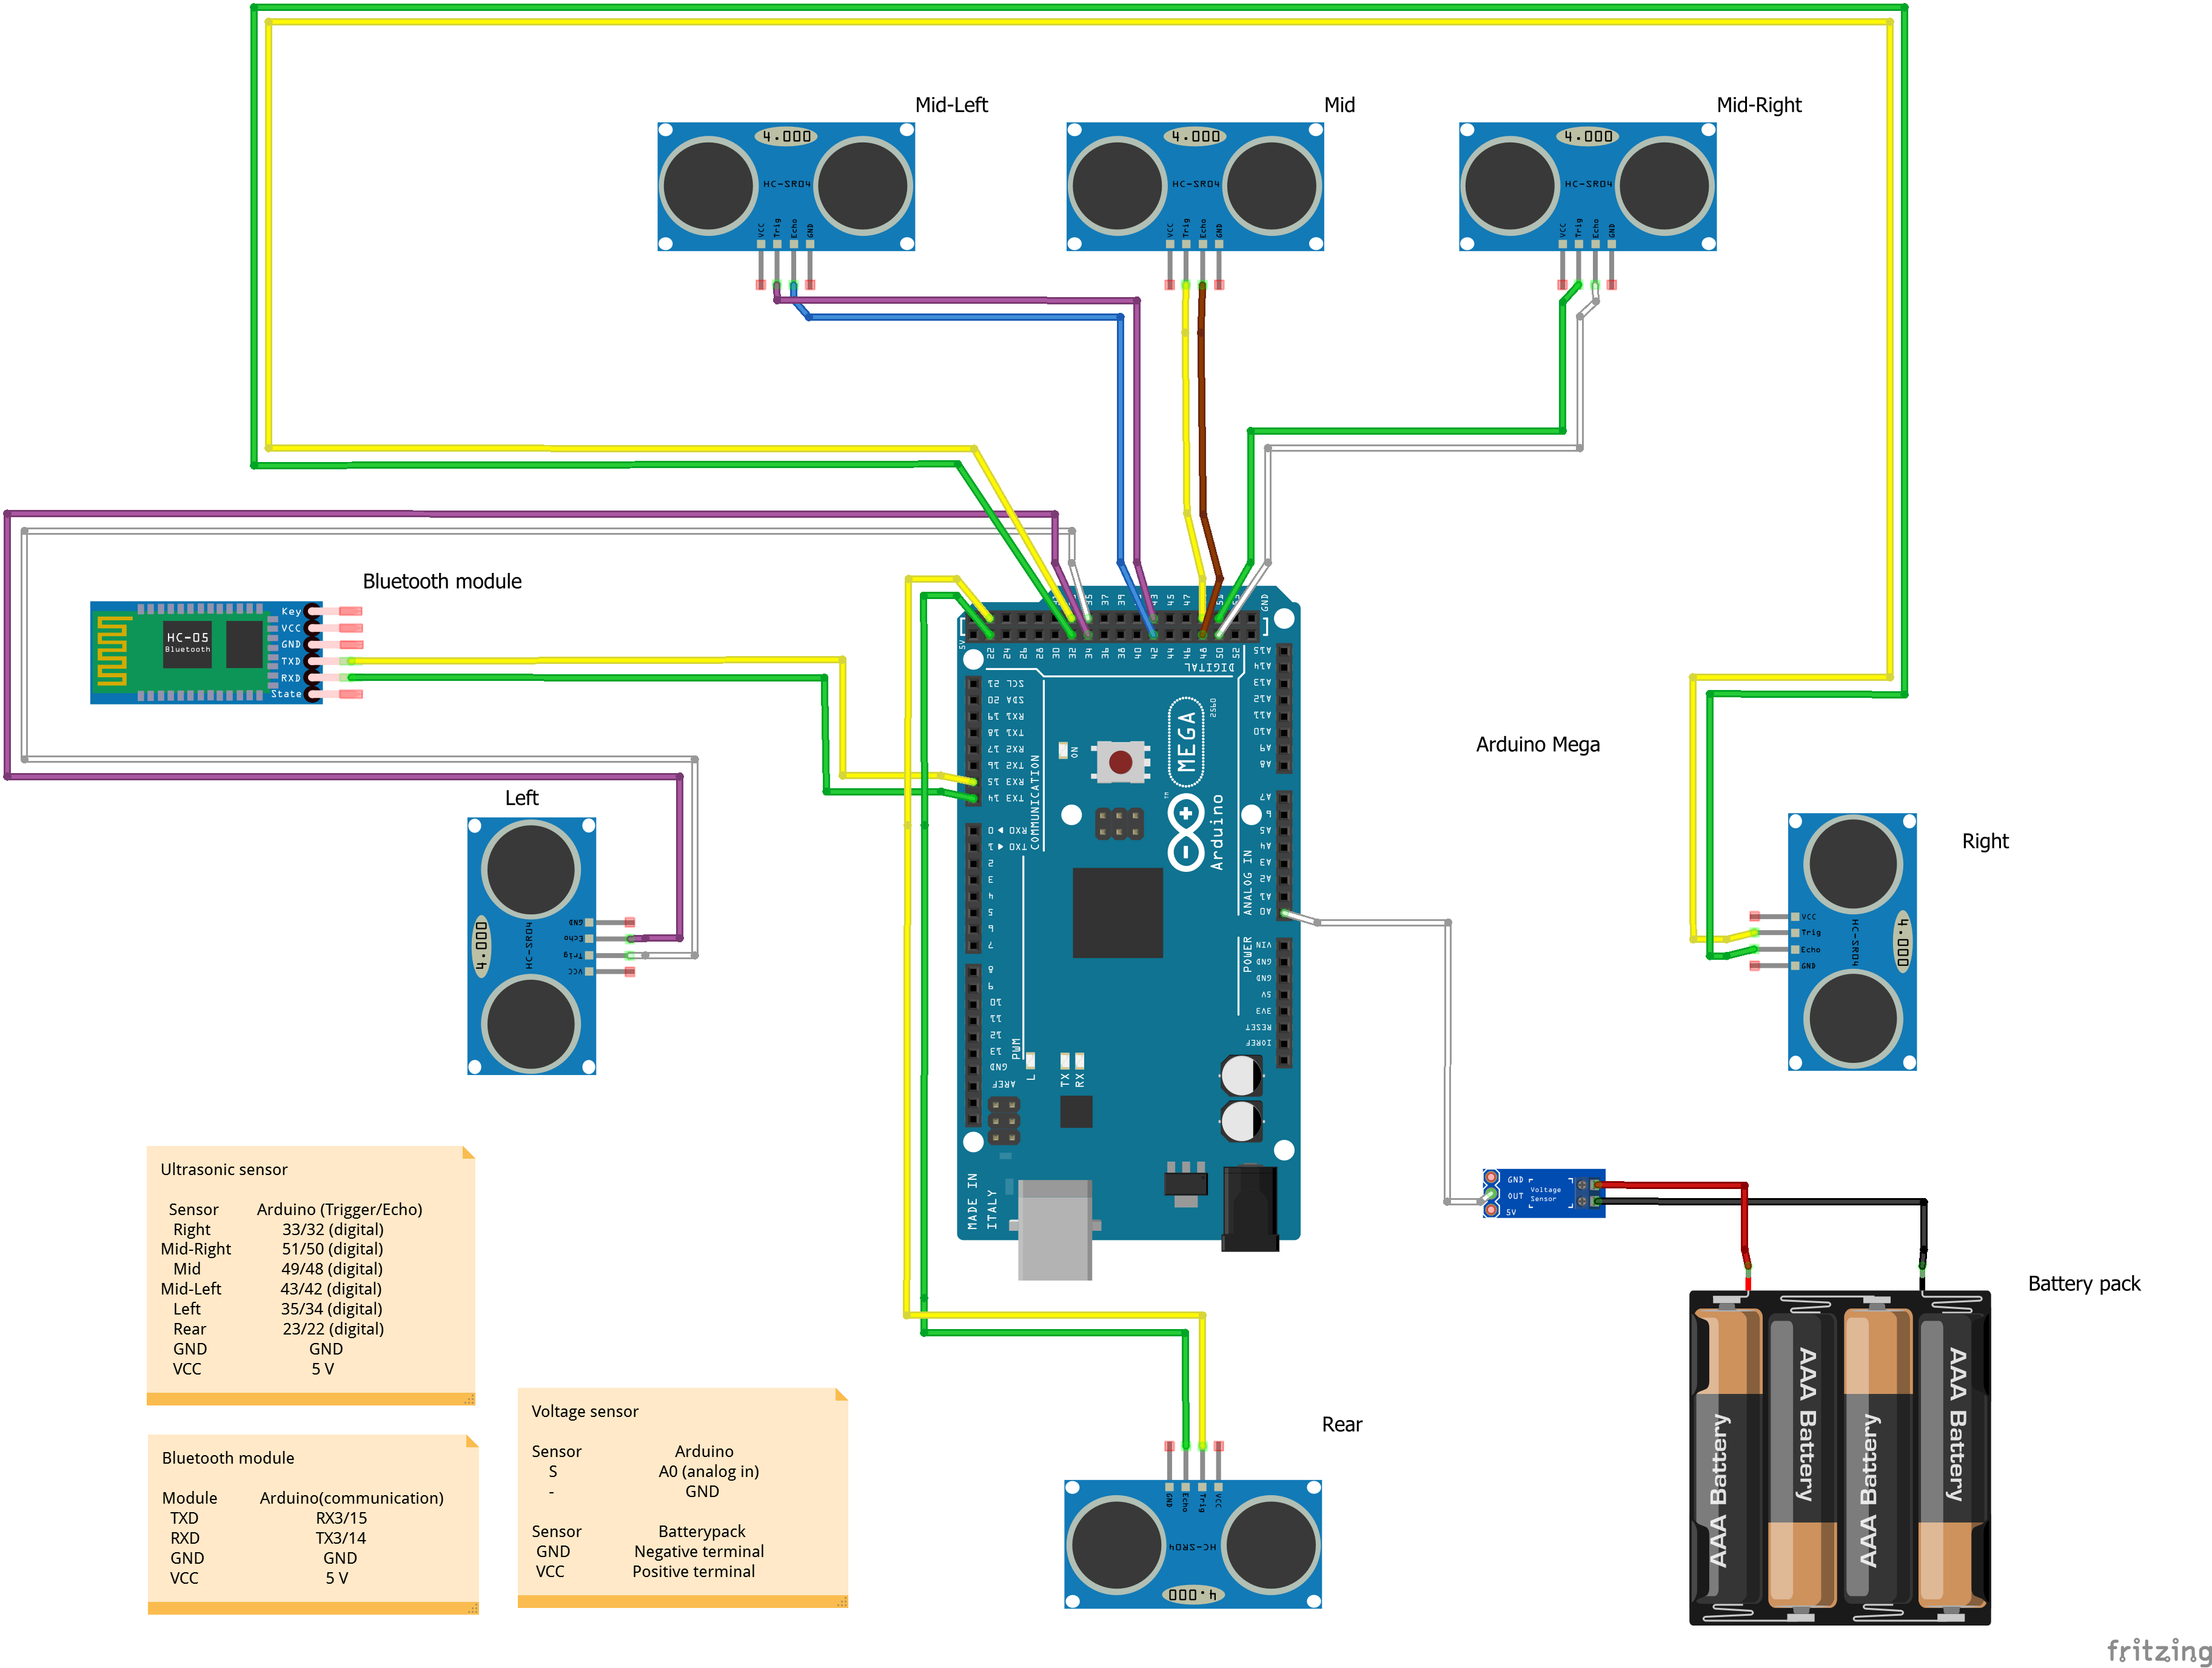 Mid-Left
Mid
Mid-Right
4.000
4.000
4.000
HC-SR04
HC-SR04
HC-SR04
VCC Trig Echo GND
VCC Trig Echo GND
VCC Trig Echo GND
Bluetooth module
Key
VCC
GND
TXD
RXD
State
HC-05
Bluetooth
35 37 39 43 45 47 51 GND
5V 22 24 26 28 30 32 34 36 38 40 42 44 46 48 50 52
DIGITAL
21 SCL
20 SDA
19 RX1
18 TX1
17 RX2
16 TX2
15 RX3
14 TX3
0 ◄ RX0
1 ► TX0
2
3
4
5
6
7
8
9
10
11
12
13
GND
AREF
COMMUNICATION
PWM
ON
MEGA
2560
TM
Arduino
A15
A14
A13
A12
A11
A10
A9
A8
A7
6
A5
A4
A3
A2
A1
A0
ANALOG IN
POWER
VIN
GND
GND
5V
3V3
RESET
IOREF
L
TX
RX
MADE IN
ITALY
Arduino Mega
Left
4.000
HC-SR04
GND
Echo
Trig
VCC
Right
4.000
HC-SR04
VCC
Trig
Echo
GND
GND
OUT
5V
Voltage
Sensor
Battery pack
AAA Battery
AAA Battery
AAA Battery
AAA Battery
Rear
GND Echo Trig VCC
HC-SR04
4.000
Ultrasonic sensor
Sensor Arduino (Trigger/Echo)
Right 33/32 (digital)
Mid-Right 51/50 (digital)
Mid 49/48 (digital)
Mid-Left 43/42 (digital)
Left 35/34 (digital)
Rear 23/22 (digital)
GND GND
VCC 5 V
Bluetooth module
Module Arduino(communication)
TXD RX3/15
RXD TX3/14
GND GND
VCC 5 V
Voltage sensor
Sensor Arduino
S A0 (analog in)
- GND
Sensor Batterypack
GND Negative terminal
VCC Positive terminal
fritzing